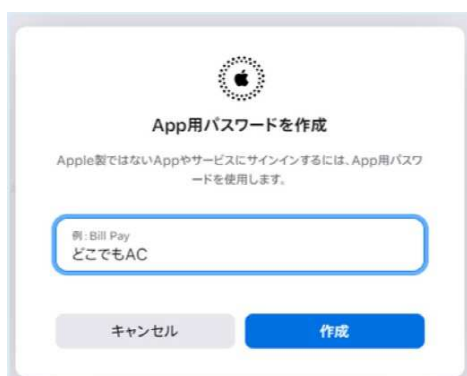 App用パスワードを作成
Apple製ではないAppやサービスにサインインするには、App用パスワ
ードを使用します。
例：Bill Pay
どこでもAC
キャンセル
作成